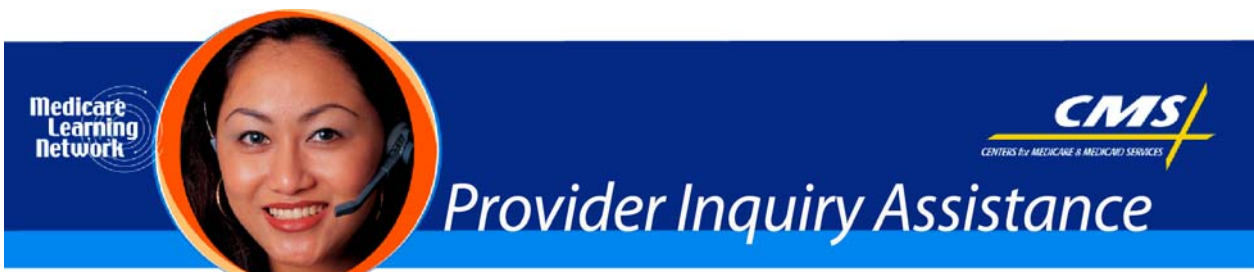 Medicare
Learning
Network
CMS
CENTERS for MEDICARE & MEDICAID SERVICES
Provider Inquiry Assistance